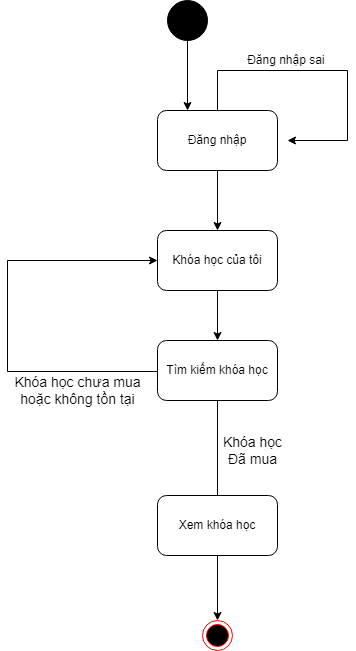 Đăng nhập sai
Đăng nhập
Khóa học của tôi
Tìm kiếm khóa học
Khóa học chưa mua
hoặc không tồn tại
Khóa học
Đã mua
Xem khóa học